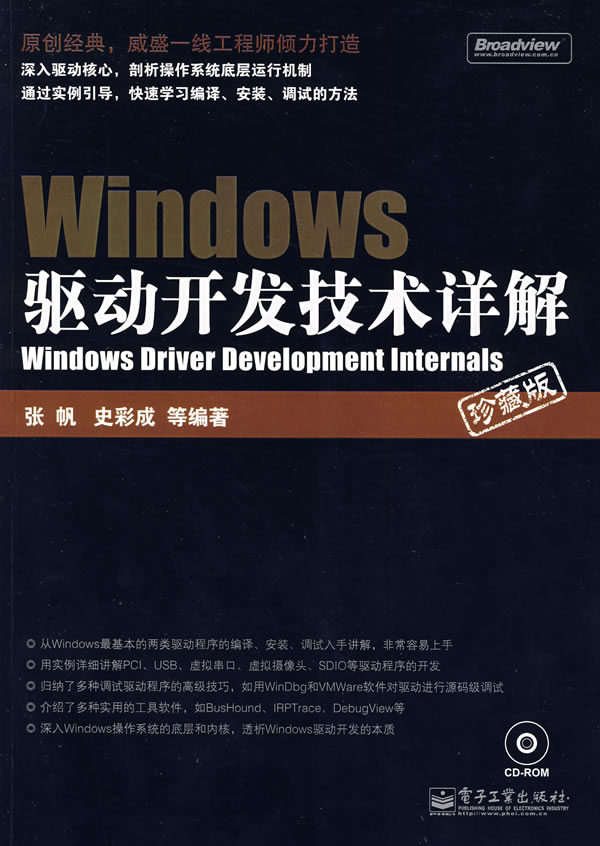 原创经典，威盛一线工程师倾力打造
Broadview®
www.broadview.com.cn
深入驱动核心，剖析操作系统底层运行机制
通过实例引导，快速学习编译、安装、调试的方法
Windows
驱动开发技术详解
Windows Driver Development Internals
珍藏版
张 帆 史彩成 等编著
◎ 从Windows最基本的两类驱动程序的编译、安装、调试入手讲解，非常容易上手
◎ 用实例详细讲解PCI、USB、虚拟串口、虚拟摄像头、SDIO等驱动程序的开发
◎ 归纳了多种调试驱动程序的高级技巧，如用WinDbg和VMWare软件对驱动进行源码级调试
◎ 介绍了多种实用的工具软件，如BusHound、IRPTrace、DebugView等
◎ 深入Windows操作系统的底层和内核，透析Windows驱动开发的本质
CD-ROM
電子工業出版社
PUBLISHING HOUSE OF ELECTRONICS INDUSTRY
http://www.phei.com.cn